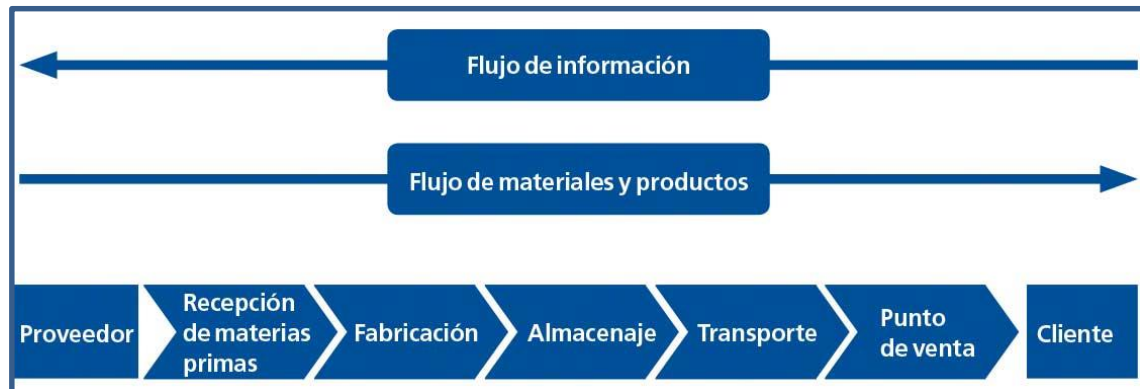 Flujo de información
Flujo de materiales y productos
Proveedor
Recepción
de materias
primas
Fabricación
Almacenaje
Transporte
Punto
de venta
Cliente